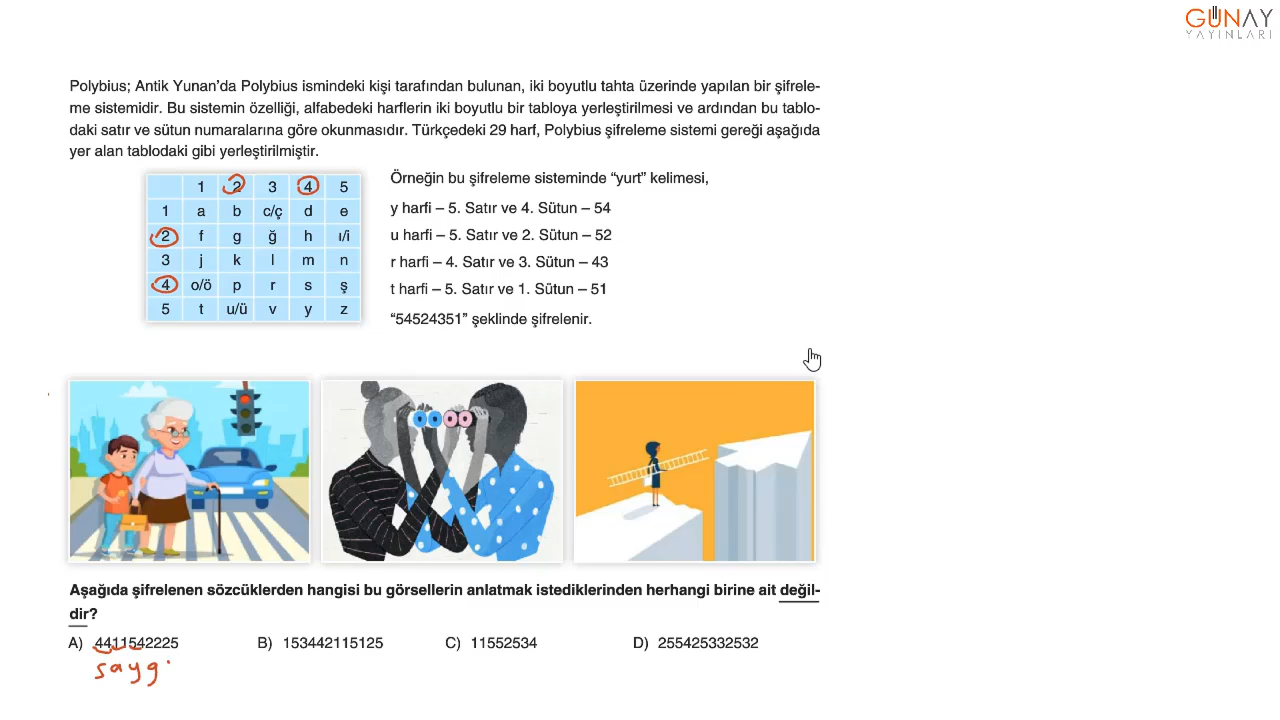 GÜNAY
YAYINLARI
Polybius; Antik Yunan’da Polybius ismindeki kişi tarafından bulunan, iki boyutlu tahta üzerinde yapılan bir şifrele-
me sistemidir. Bu sistemin özelliği, alfabedeki harflerin iki boyutlu bir tabloya yerleştirilmesi ve ardından bu tablo-
daki satır ve sütun numaralarına göre okunmasıdır. Türkçedeki 29 harf, Polybius şifreleme sistemi gereği aşağıda
yer alan tablodaki gibi yerleştirilmiştir.
1 2 3 4 5
1 a b c/ç d e
2 f g ğ h ı/i
3 j k l m n
4 o/ö p r s ş
5 t u/ü v y z
Örneğin bu şifreleme sisteminde “yurt” kelimesi,
y harfi – 5. Satır ve 4. Sütun – 54
u harfi – 5. Satır ve 2. Sütun – 52
r harfi – 4. Satır ve 3. Sütun – 43
t harfi – 5. Satır ve 1. Sütun – 51
“54524351” şeklinde şifrelenir.
Aşağıda şifrelenen sözcüklerden hangisi bu görsellerin anlatmak istediklerinden herhangi birine ait değil-
dir?
A) 4411542225 B) 153442115125 C) 11552534 D) 255425332532
sayg